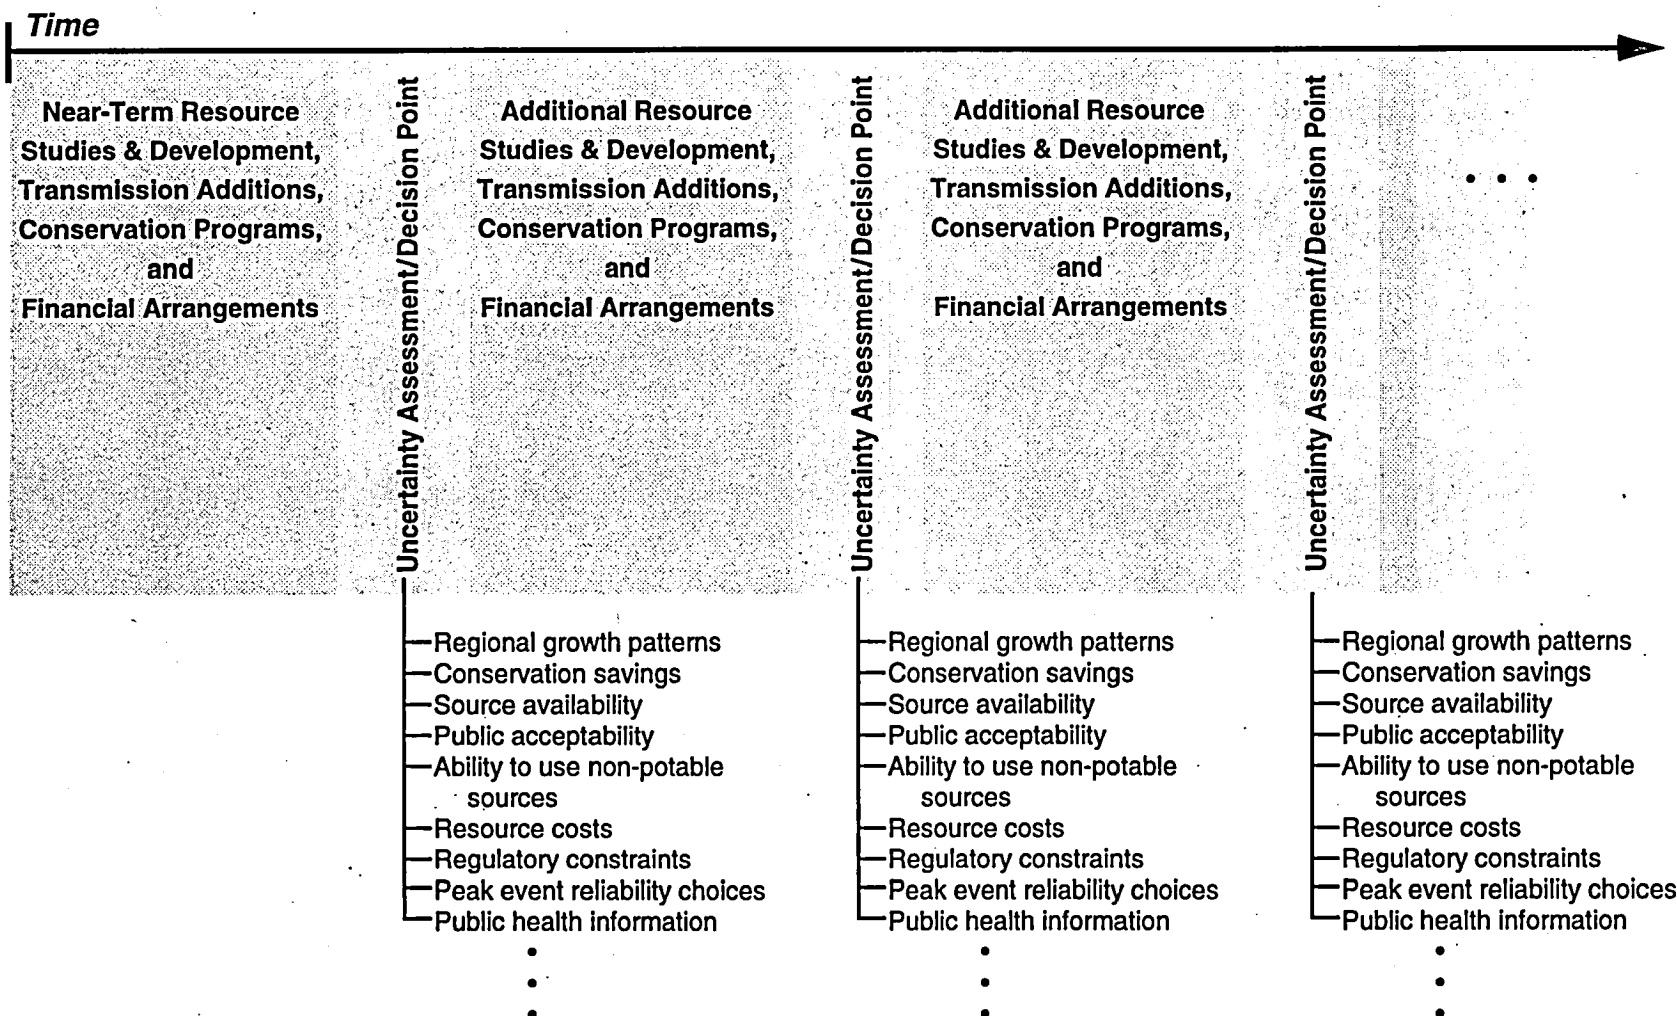 Time
Near-Term Resource
Studies & Development,
Transmission Additions,
Conservation Programs,
and
Financial Arrangements
Uncertainty Assessment/Decision Point
Additional Resource
Studies & Development,
Transmission Additions,
Conservation Programs,
and
Financial Arrangements
Uncertainty Assessment/Decision Point
Additional Resource
Studies & Development,
Transmission Additions,
Conservation Programs,
and
Financial Arrangements
Uncertainty Assessment/Decision Point
• • •
Regional growth patterns
Conservation savings
Source availability
Public acceptability
Ability to use non-potable
sources
Resource costs
Regulatory constraints
Peak event reliability choices
Public health information
Regional growth patterns
Conservation savings
Source availability
Public acceptability
Ability to use non-potable
sources
Resource costs
Regulatory constraints
Peak event reliability choices
Public health information
Regional growth patterns
Conservation savings
Source availability
Public acceptability
Ability to use non-potable
sources
Resource costs
Regulatory constraints
Peak event reliability choices
Public health information